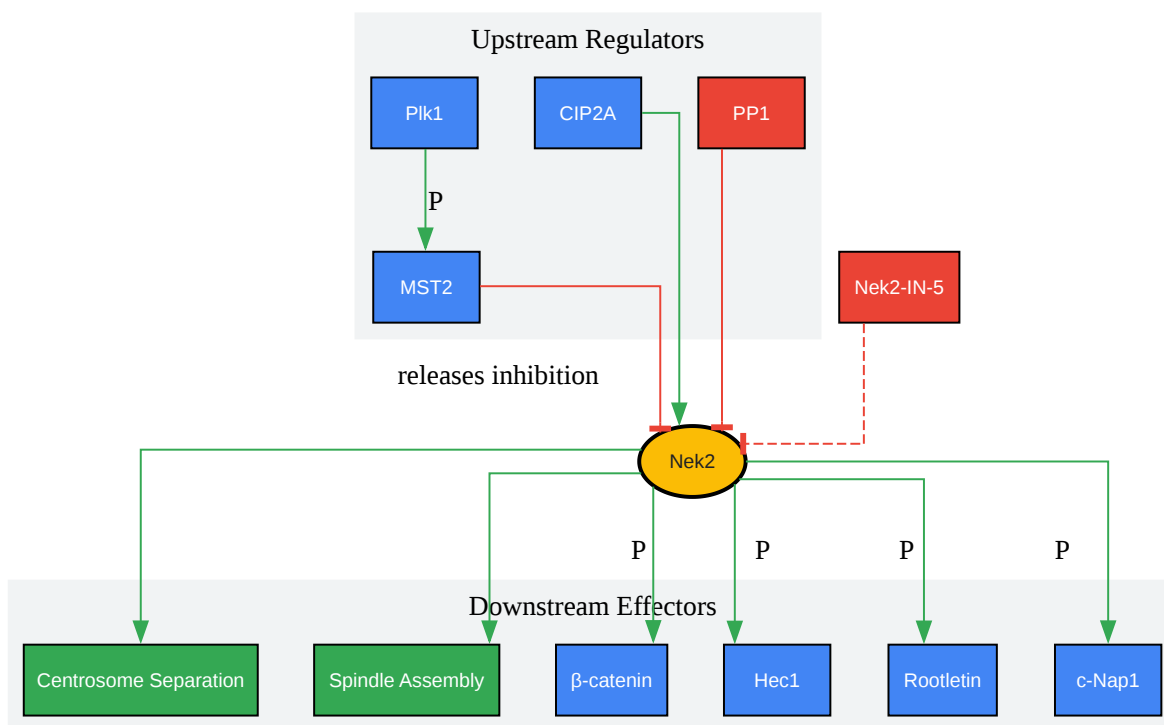 Upstream Regulators
Plk1
CIP2A
PP1
P
MST2
Nek2-IN-5
releases inhibition
Nek2
P
P
P
P
Downstream Effectors
Centrosome Separation
Spindle Assembly
β-catenin
Hec1
Rootletin
c-Nap1